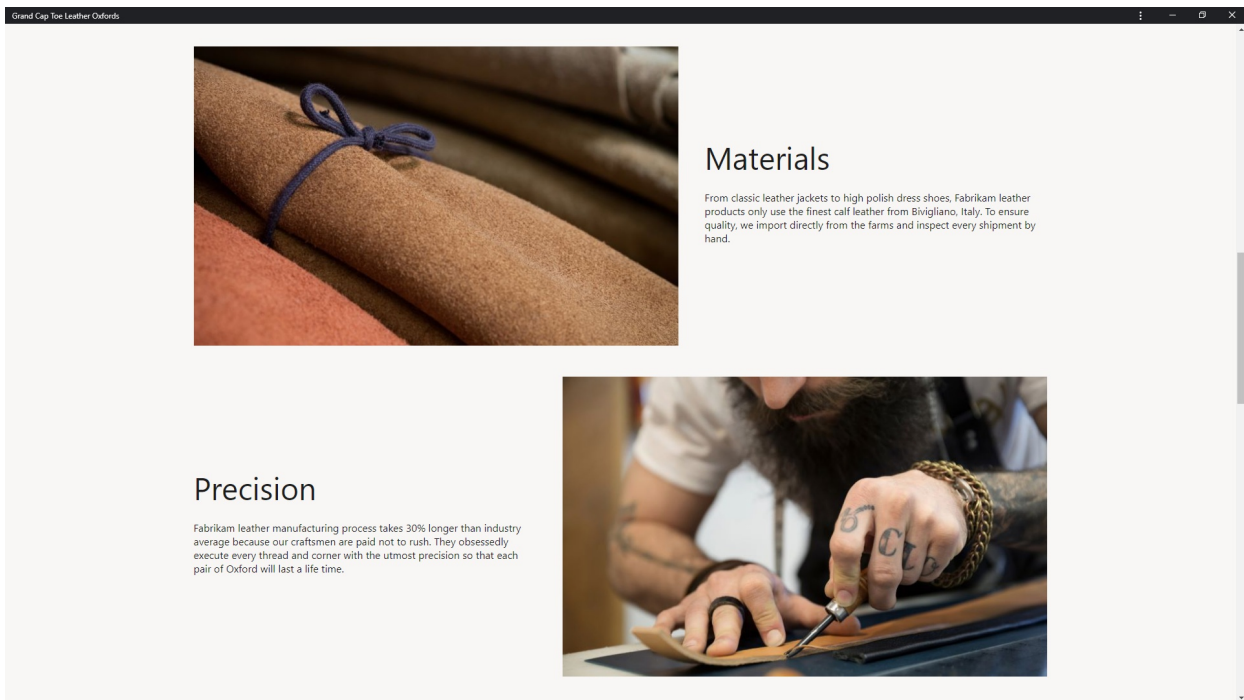 Grand Cap Toe Leather Oxfords
Materials
From classic leather jackets to high polish dress shoes, Fabrikam leather
products only use the finest calf leather from Bivigliano, Italy. To ensure
quality, we import directly from the farms and inspect every shipment by
hand.
Precision
Fabrikam leather manufacturing process takes 30% longer than industry
average because our craftsmen are paid not to rush. They obsessedly
execute every thread and corner with the utmost precision so that each
pair of Oxford will last a life time.